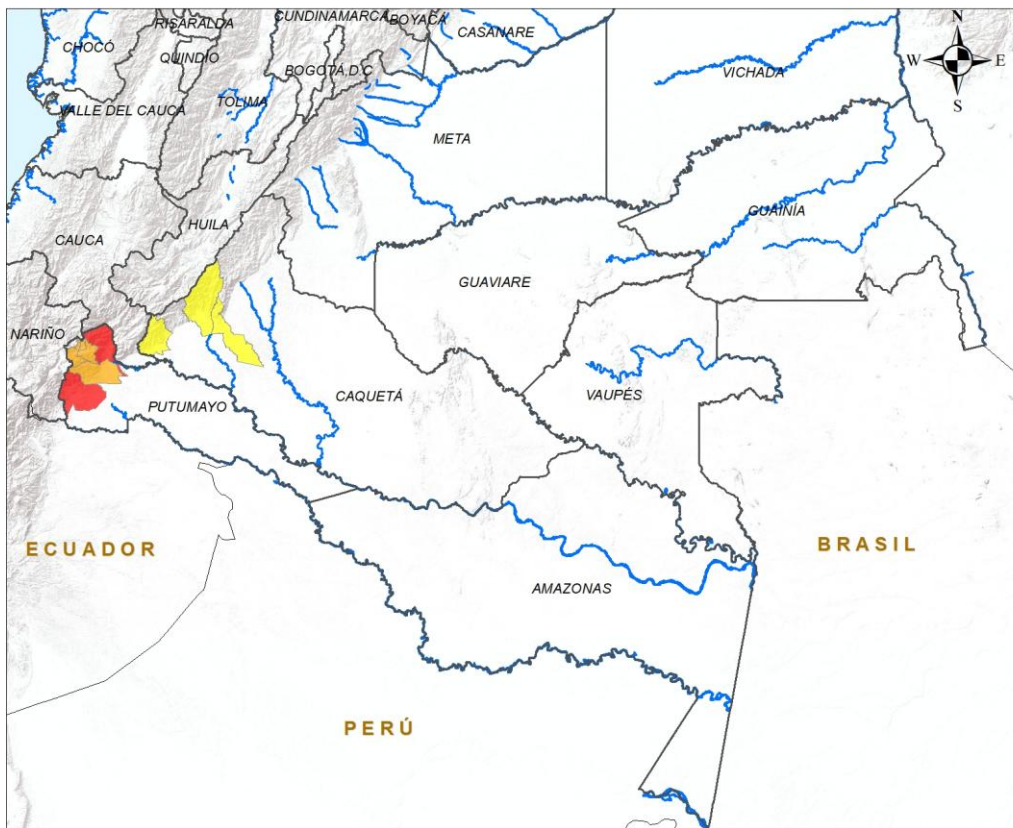 CUNDINAMARCA
BOYACÁ
RISARALDA
N
CASANARE
CHOCÓ
QUINDÍO
W
E
BOGOTÁ,D.C
VICHADA
TOLIMA
S
VALLE DEL CAUCA
META
GUAINÍA
HUILA
CAUCA
GUAVIARE
NARIÑO
CAQUETÁ
VAUPÉS
PUTUMAYO
BRASIL
ECUADOR
AMAZONAS
PERÚ